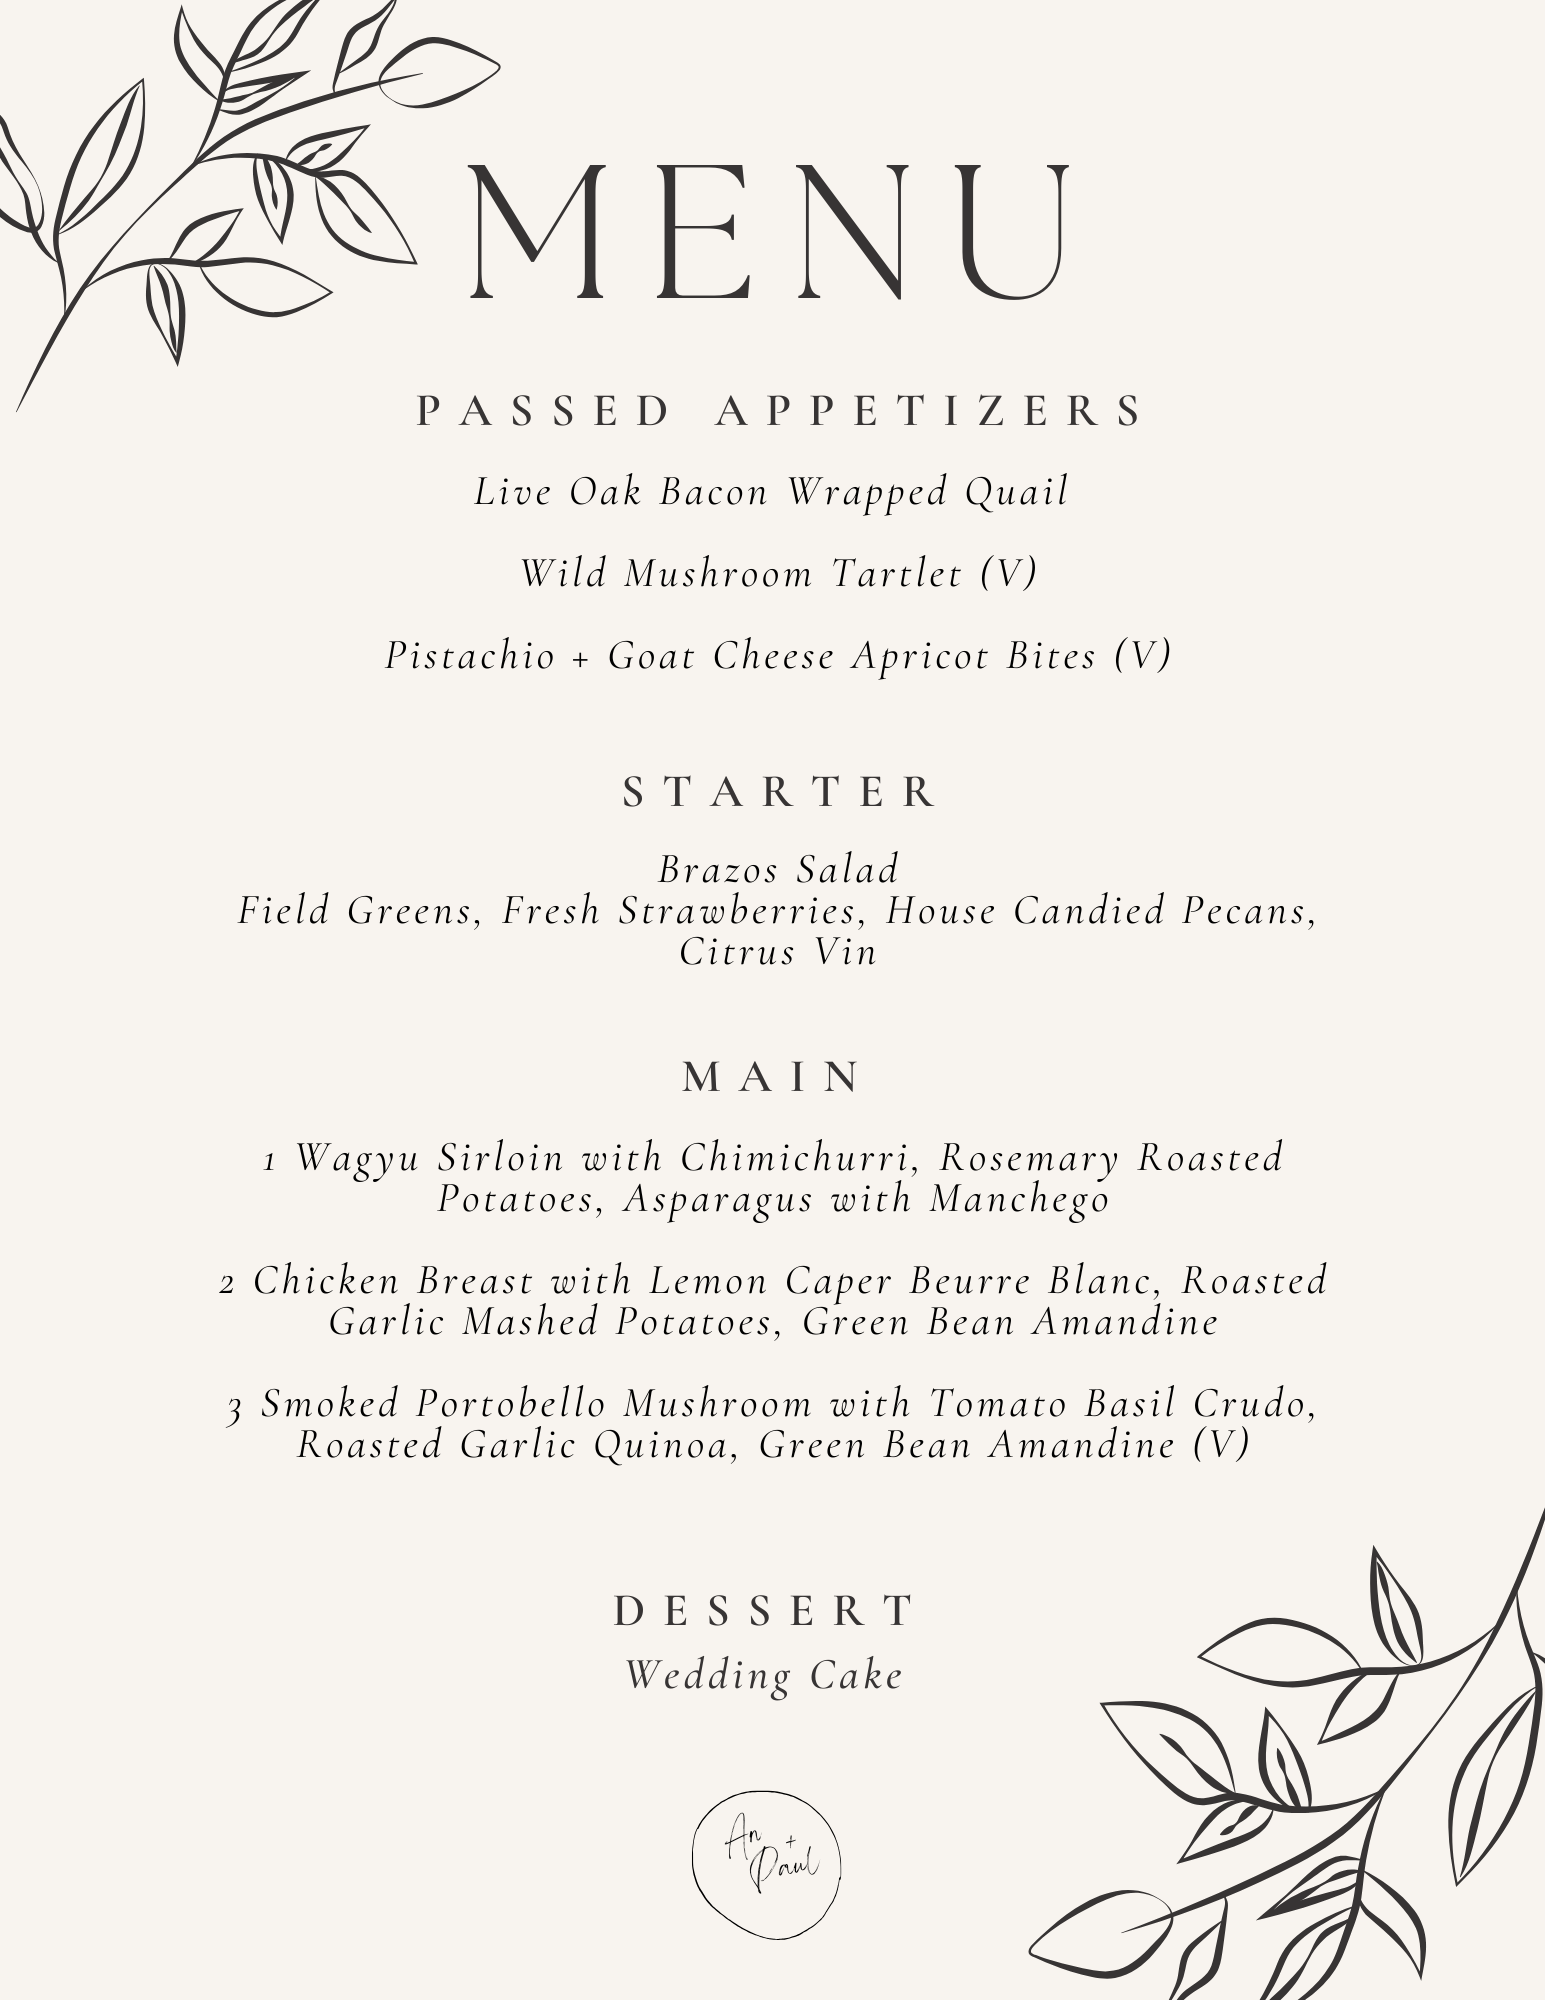 MENU
PASSED APPETIZERS
Live Oak Bacon Wrapped Quail
Wild Mushroom Tartlet (V)
Pistachio + Goat Cheese Apricot Bites (V)
STARTER
Brazos Salad
Field Greens, Fresh Strawberries, House Candied Pecans,
Citrus Vin
MAIN
1 Wagyu Sirloin with Chimichurri, Rosemary Roasted
Potatoes, Asparagus with Manchego
2 Chicken Breast with Lemon Caper Beurre Blanc, Roasted
Garlic Mashed Potatoes, Green Bean Amandine
3 Smoked Portobello Mushroom with Tomato Basil Crudo,
Roasted Garlic Quinoa, Green Bean Amandine (V)
DESSERT
Wedding Cake
An +
Paul